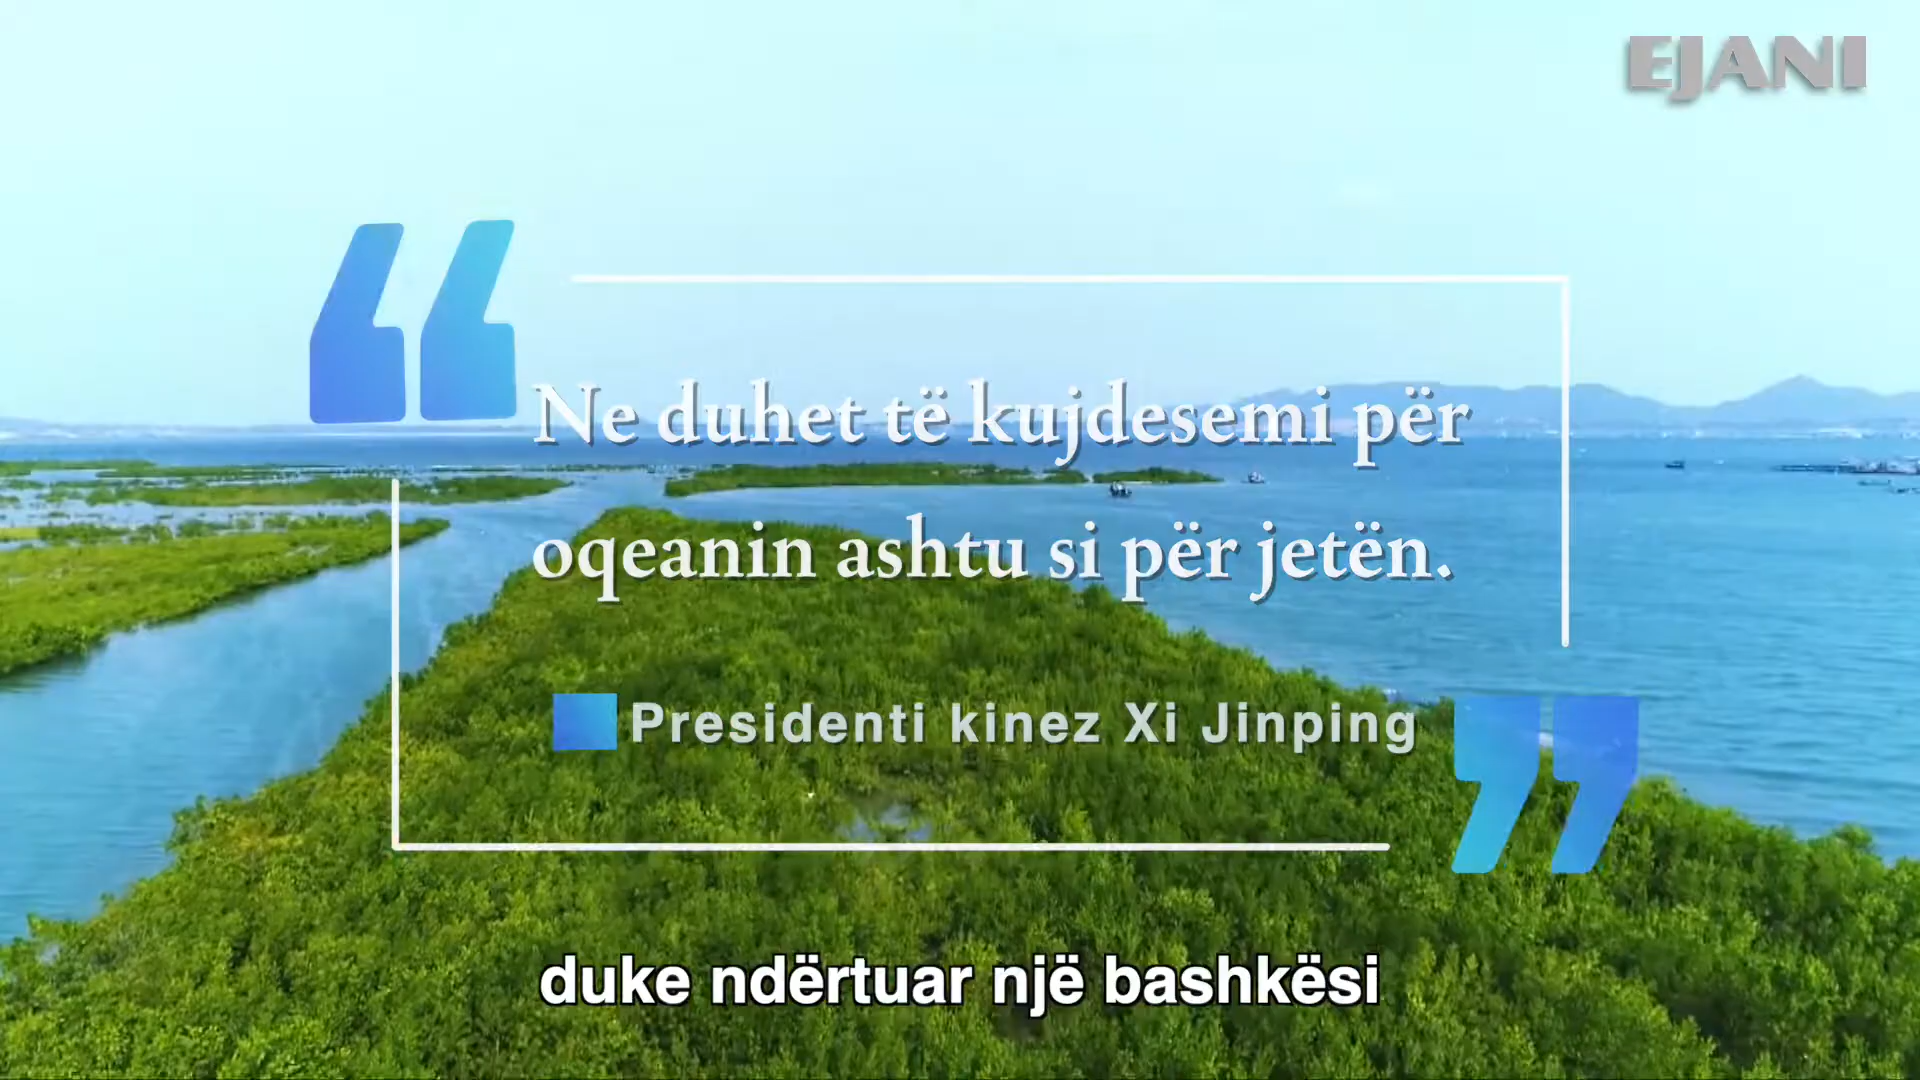 EJANI
Ne duhet të kujdesemi për
oqeanin ashtu si për jetën.
Presidenti kinez Xi Jinping
duke ndërtuar një bashkësi